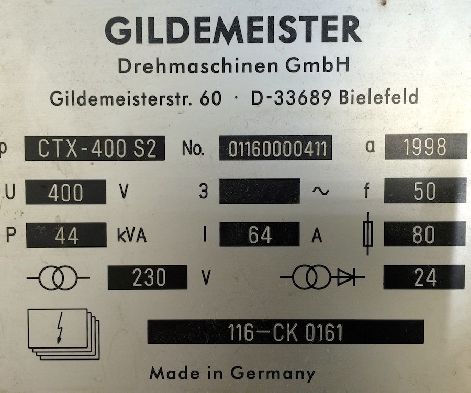 GILDEMEISTER
Drehmaschinen GmbH
Gildemeisterstr. 60 · D-33689 Bielefeld
p CTX-400 S2 No. 01160000411 a 1998
U 400 V 3 ~ f 50
P 44 kVA I 64 A 80
230 V 24
116-CK 0161
Made in Germany